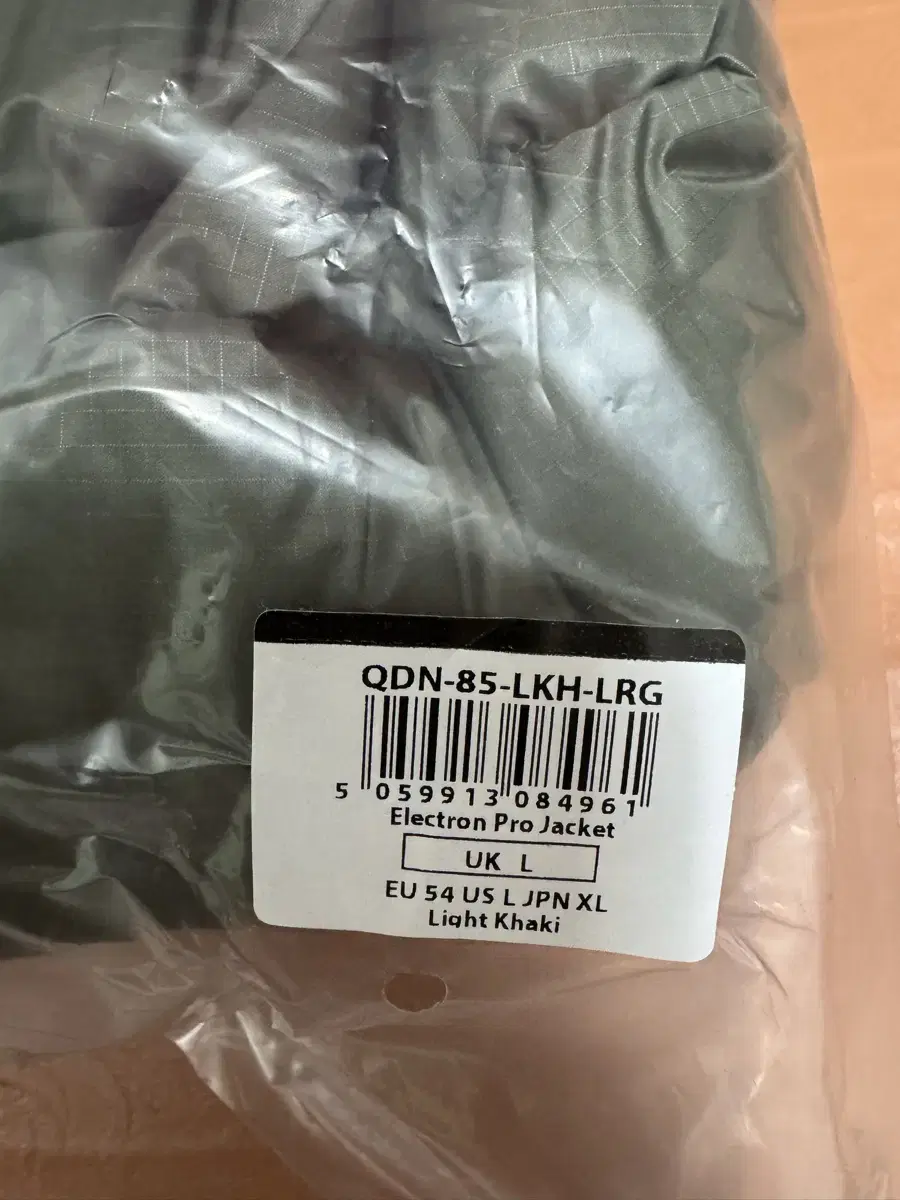 QDN-85-LKH-LRG
5 059913 084961
Electron Pro Jacket
UK L
EU 54 US L JPN XL
Light Khaki